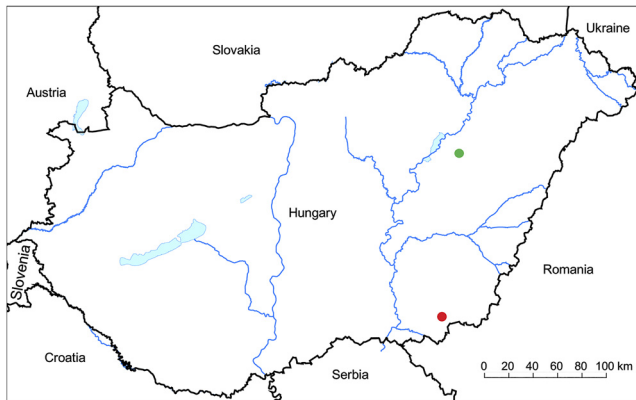 Ukraine
Slovakia
Austria
Hungary
Slovenia
Romania
Croatia
Serbia
0 20 40 60 80 100 km